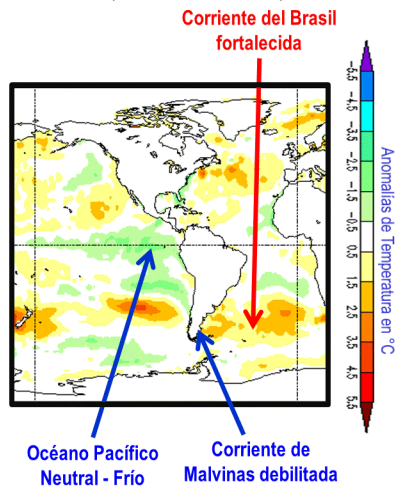 Corriente del Brasil
fortalecida
-5.5
-4.5
-3.5
-2.5
-1.5
-0.5
0.5
1.5
2.5
3.5
4.5
5.5
Anomalías de Temperatura en °C
Océano Pacífico
Neutral - Frío
Corriente de
Malvinas debilitada